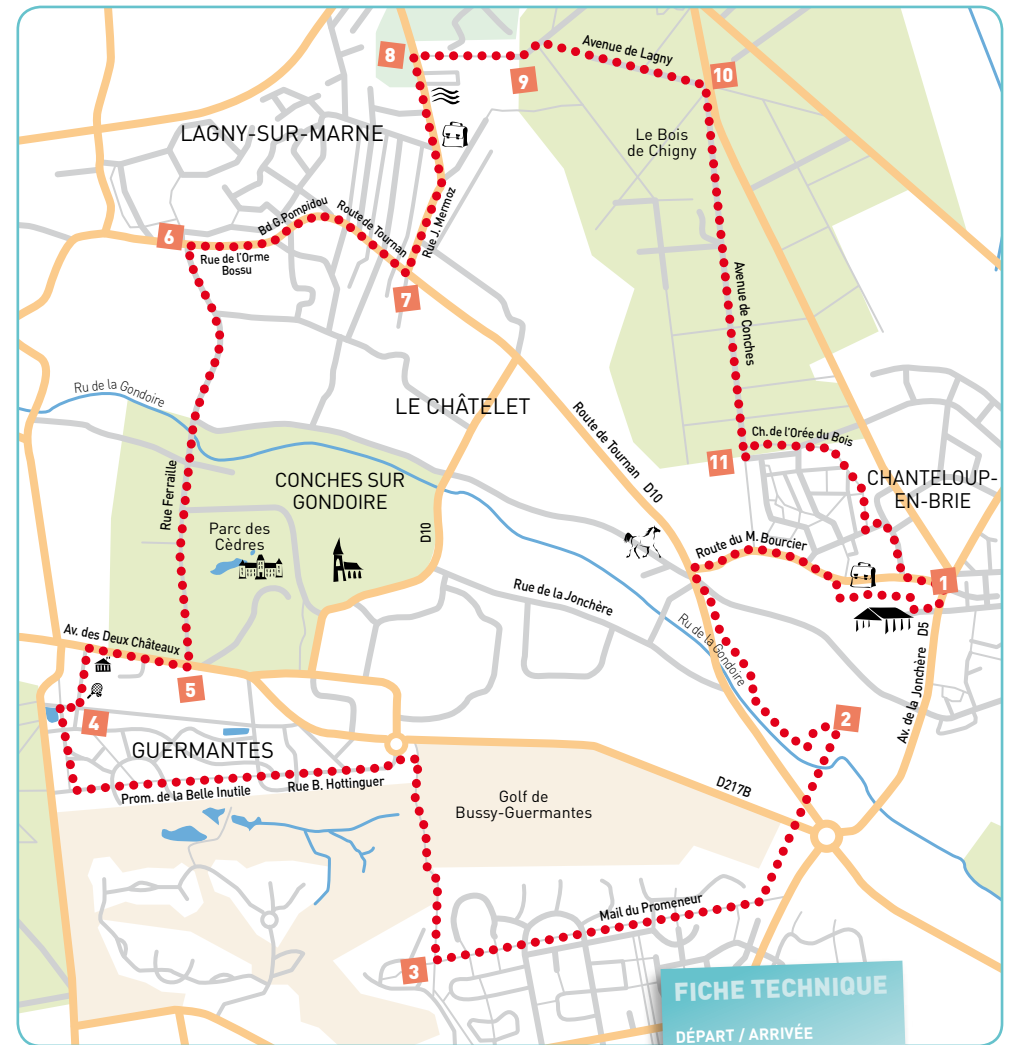 8
9
Avenue de Lagny
10
LAGNY-SUR-MARNE
Le Bois
de Chigny
6
Bd G.Pompidou
Route de Tournan
Rue J. Mermoz
Rue de l'Orme
Bossu
7
Avenue de Conches
Ru de la Gondoire
LE CHÂTELET
Route de Tournan
D10
11
Ch. de l'Orée du Bois
CHANTELOUP-
EN-BRIE
CONCHES SUR
GONDOIRE
Rue Ferraille
Parc des
Cèdres
D10
Route du M. Bourcier
1
Rue de la Jonchère
Ru de la Gondoire
D5
Av. de la Jonchère
Av. des Deux Châteaux
5
4
2
GUERMANTES
Prom. de la Belle Inutile
Rue B. Hottinguer
Golf de
Bussy-Guermantes
D217B
Mail du Promeneur
3
FICHE TECHNIQUE
DÉPART / ARRIVÉE